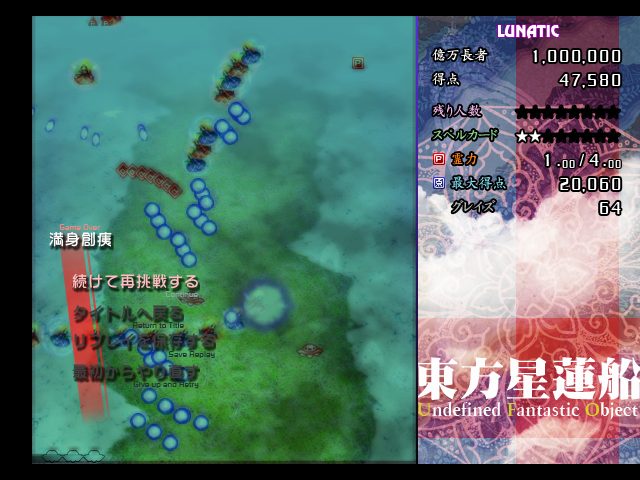 LUNATIC
億万長者 1,000,000
得点 47,580
残り人数
スペルカード
P 霊力 1.00/4.00
最大得点 20,060
グレイズ 64
P
Game Over
満身創痍
続けて再挑戦する
Continue
タイトルへ戻る
Return to Title
リプレイを保存する
Save Replay
最初からやり直す
Give up and Retry
東方星蓮船
Undefined Fantastic Object